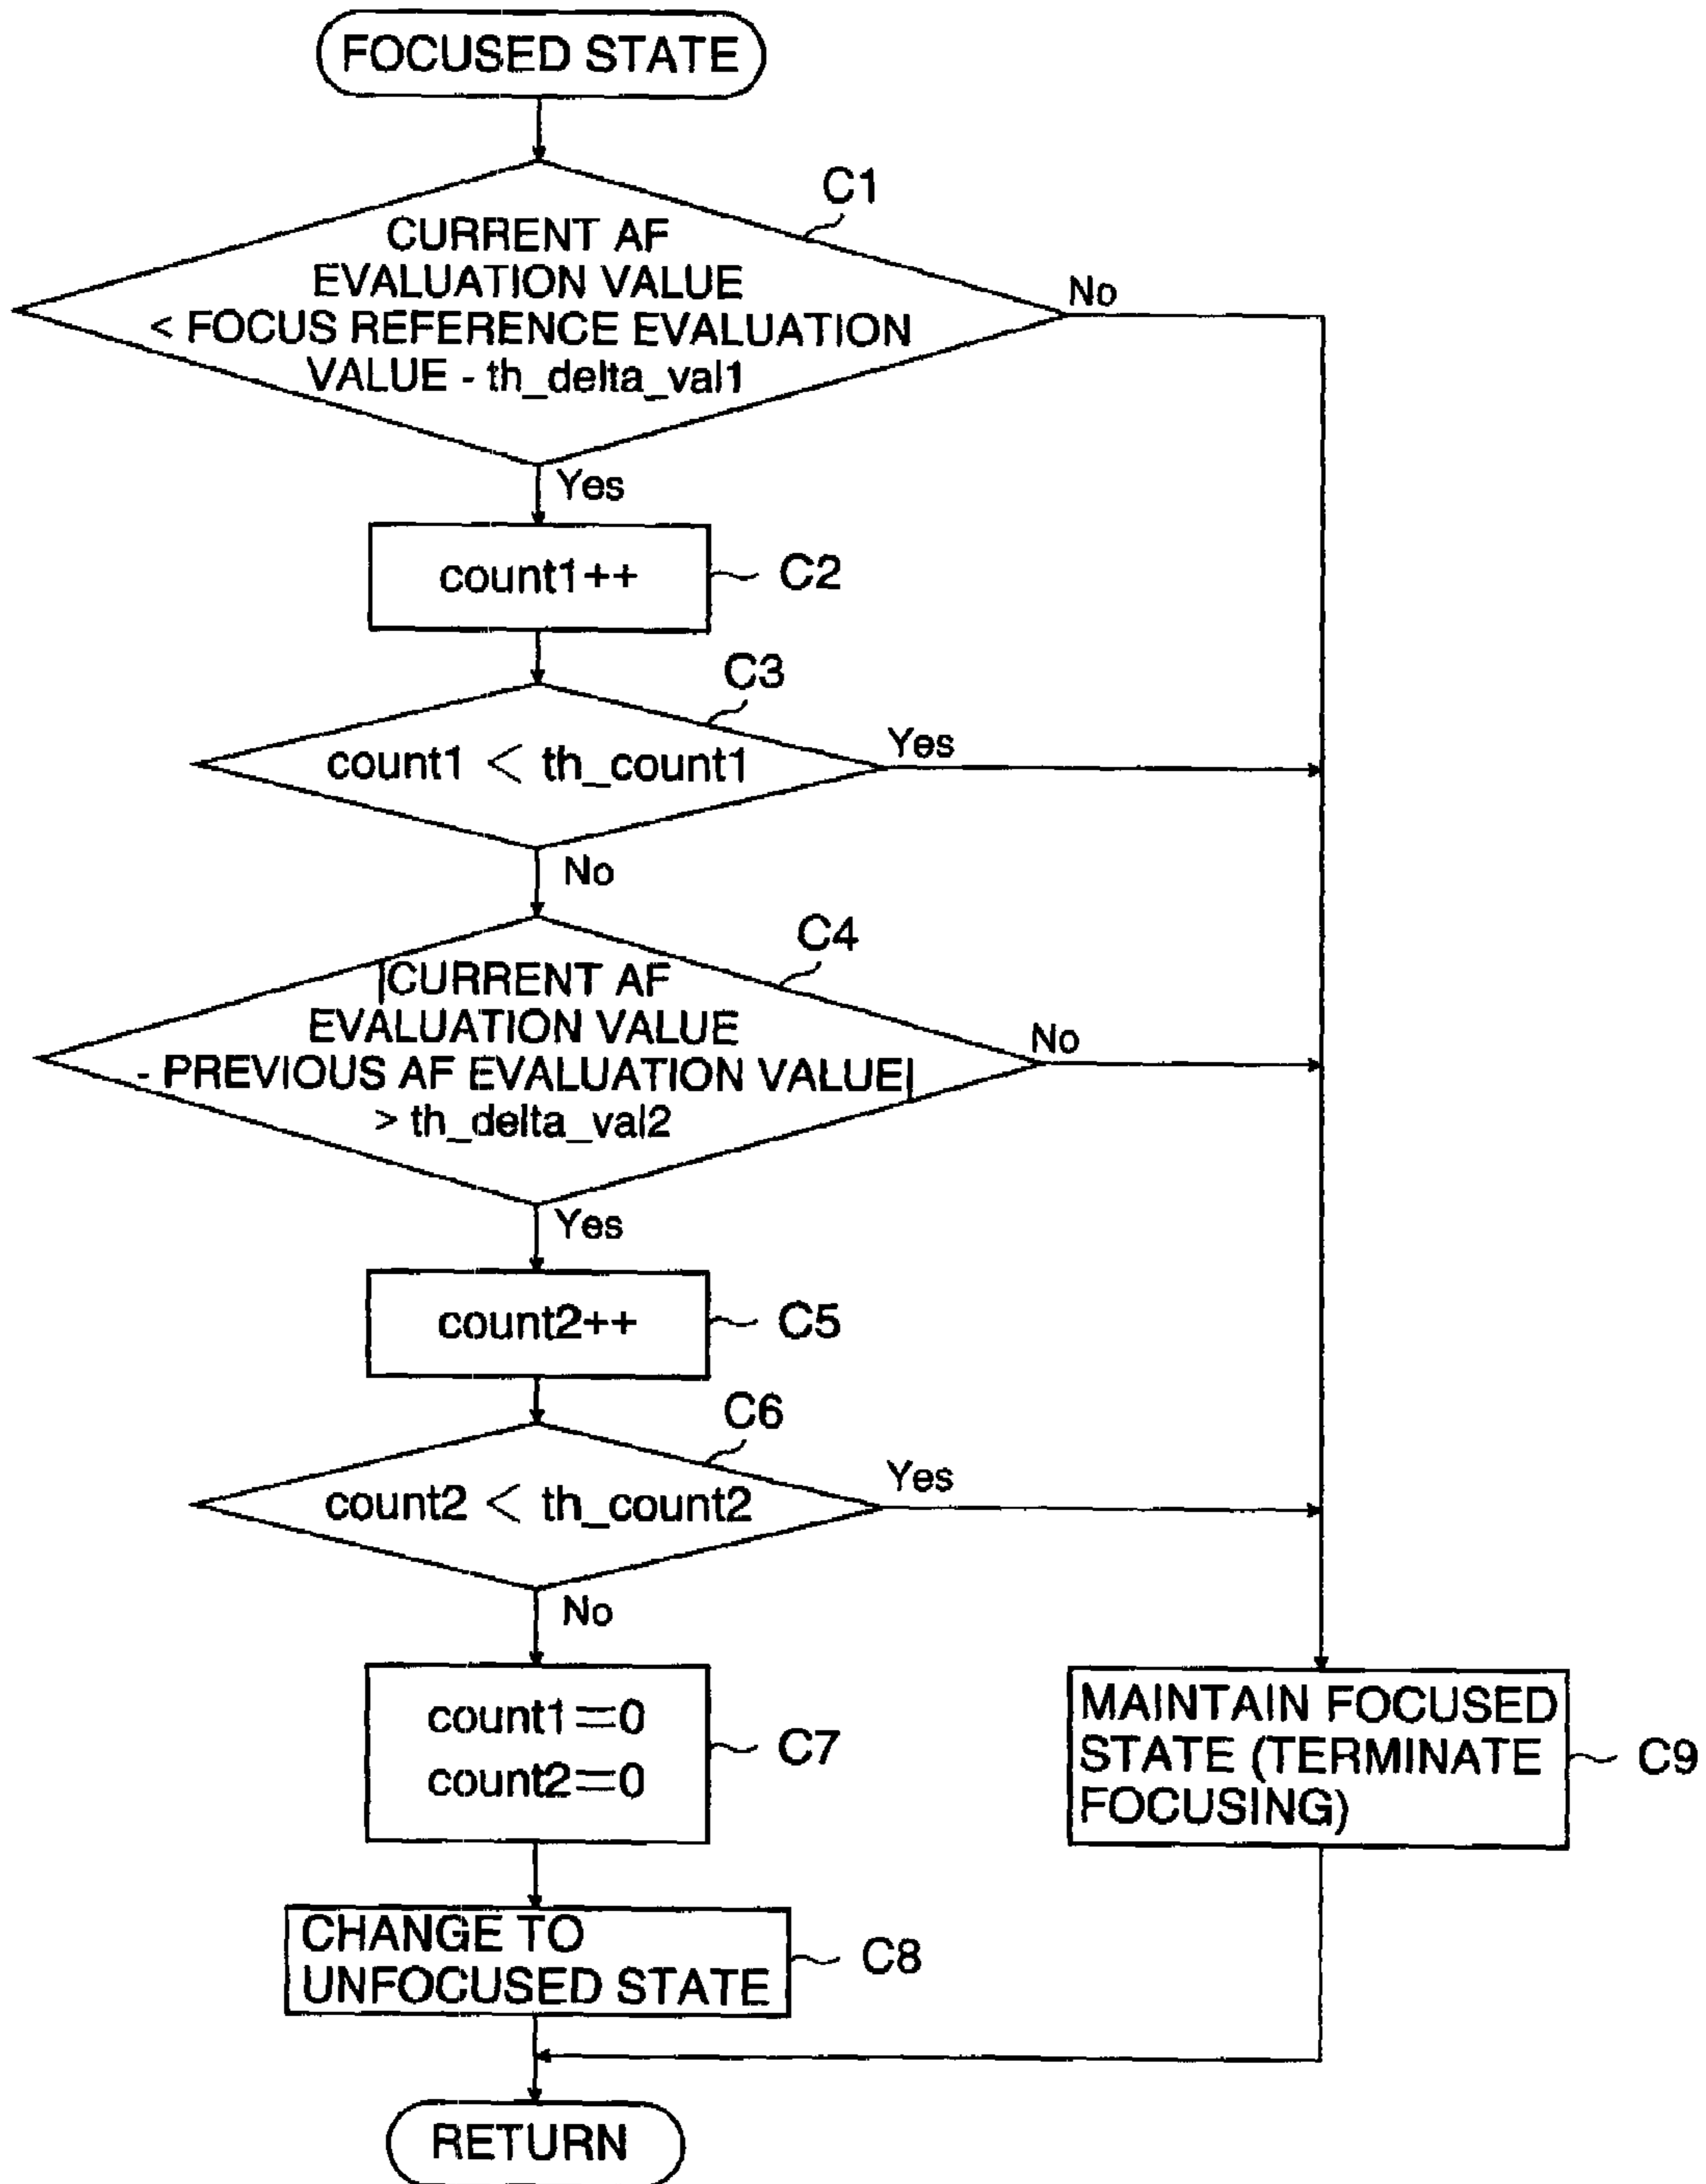 FOCUSED STATE
C1
CURRENT AF
EVALUATION VALUE
< FOCUS REFERENCE EVALUATION
VALUE - th_delta_val1
No
Yes
count1++
C2
C3
count1 < th_count1
Yes
No
C4
|CURRENT AF
EVALUATION VALUE
- PREVIOUS AF EVALUATION VALUE|
> th_delta_val2
No
Yes
count2++
C5
C6
count2 < th_count2
Yes
No
count1=0
count2=0
C7
MAINTAIN FOCUSED
STATE (TERMINATE
FOCUSING)
C9
CHANGE TO
UNFOCUSED STATE
C8
RETURN